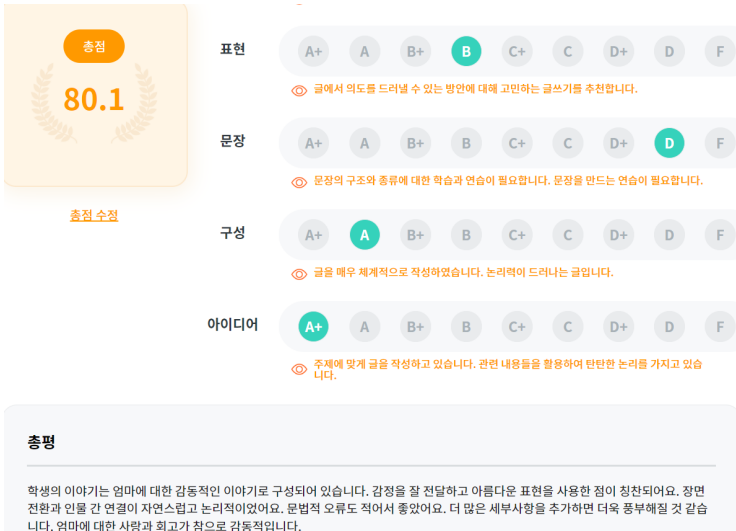 총점
80.1
총점 수정
표현
A+ A B+ B C+ C D+ D F
글에서 의도를 드러낼 수 있는 방안에 대해 고민하는 글쓰기를 추천합니다.
문장
A+ A B+ B C+ C D+ D F
문장의 구조와 종류에 대한 학습과 연습이 필요합니다. 문장을 만드는 연습이 필요합니다.
구성
A+ A B+ B C+ C D+ D F
글을 매우 체계적으로 작성하였습니다. 논리력이 드러나는 글입니다.
아이디어
A+ A B+ B C+ C D+ D F
주제에 맞게 글을 작성하고 있습니다. 관련 내용들을 활용하여 탄탄한 논리를 가지고 있습
니다.
총평
학생의 이야기는 엄마에 대한 감동적인 이야기로 구성되어 있습니다. 감정을 잘 전달하고 아름다운 표현을 사용한 점이 칭찬되어요. 장면
전환과 인물 간 연결이 자연스럽고 논리적이었어요. 문법적 오류도 적어서 좋았어요. 더 많은 세부사항을 추가하면 더욱 풍부해질 것 같습
니다. 엄마에 대한 사랑과 회고가 참으로 감동적입니다.